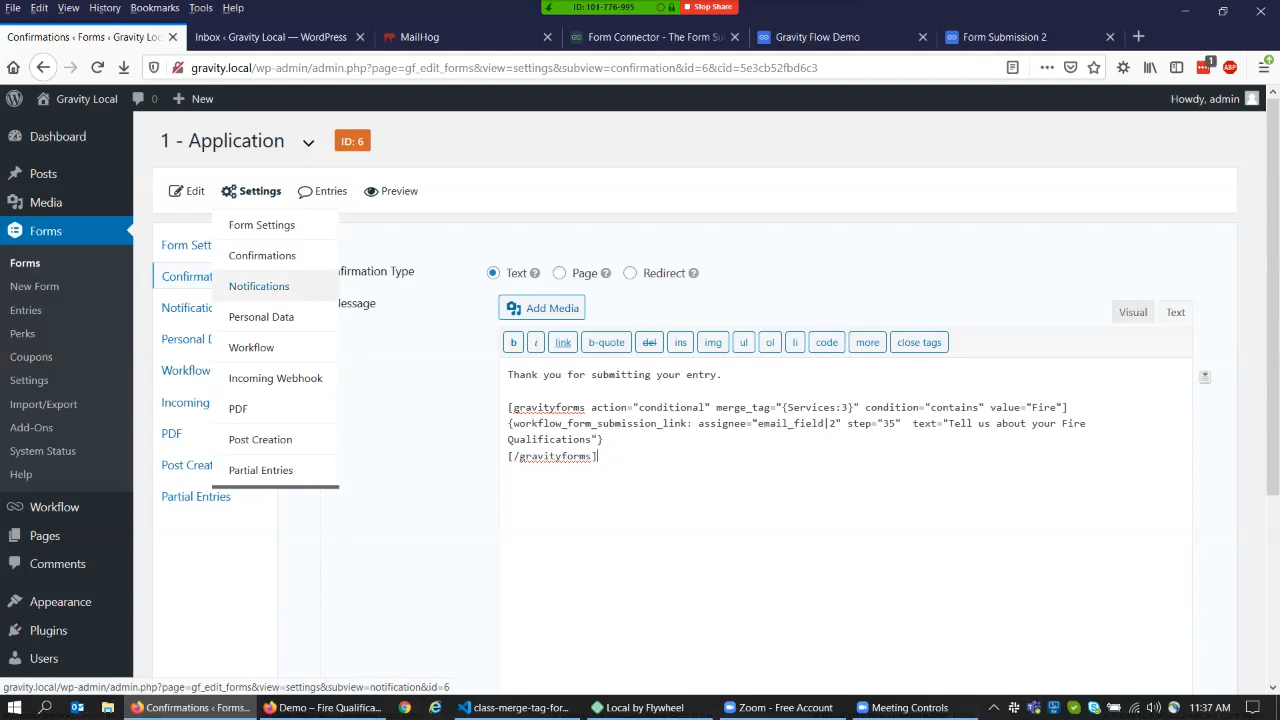 File Edit View History Bookmarks Tools Help
ID: 101-776-995 Stop Share
Confirmations ‹ Forms ‹ Gravity Loc
Inbox ‹ Gravity Local — WordPress
MailHog
Form Connector - The Form Su
Gravity Flow Demo
Form Submission 2
gravity.local/wp-admin/admin.php?page=gf_edit_forms&view=settings&subview=confirmation&id=6&cid=5e3cb52fbd6c3
1
ABP
Gravity Local 0 New
Howdy, admin
Dashboard
Posts
Media
Forms
Forms
New Form
Entries
Perks
Coupons
Settings
Import/Export
Add-Ons
System Status
Help
Workflow
Pages
Comments
Appearance
Plugins
Users
1 - Application ID: 6
Edit Settings Entries Preview
Form Settings
Confirmations
Notifications
Personal Data
Workflow
Incoming Webhook
PDF
Post Creation
Partial Entries
Form Sett
Confirmat
Notificatio
Personal D
Workflow
Incoming
PDF
Post Creat
Partial Entries
nfirmation Type
Text Page Redirect
Message
Add Media
Visual Text
b i link b-quote del ins img ul ol li code more close tags
Thank you for submitting your entry.
[gravityforms action="conditional" merge_tag="{Services:3}" condition="contains" value="Fire"]
{workflow_form_submission_link: assignee="email_field|2" step="35"  text="Tell us about your Fire
Qualifications"}
[/gravityforms]
gravity.local/wp-admin/admin.php?page=gf_edit_forms&view=settings&subview=notification&id=6
Confirmations ‹ Forms...
Demo – Fire Qualifica...
class-merge-tag-for...
Local by Flywheel
Zoom - Free Account
Meeting Controls
11:37 AM